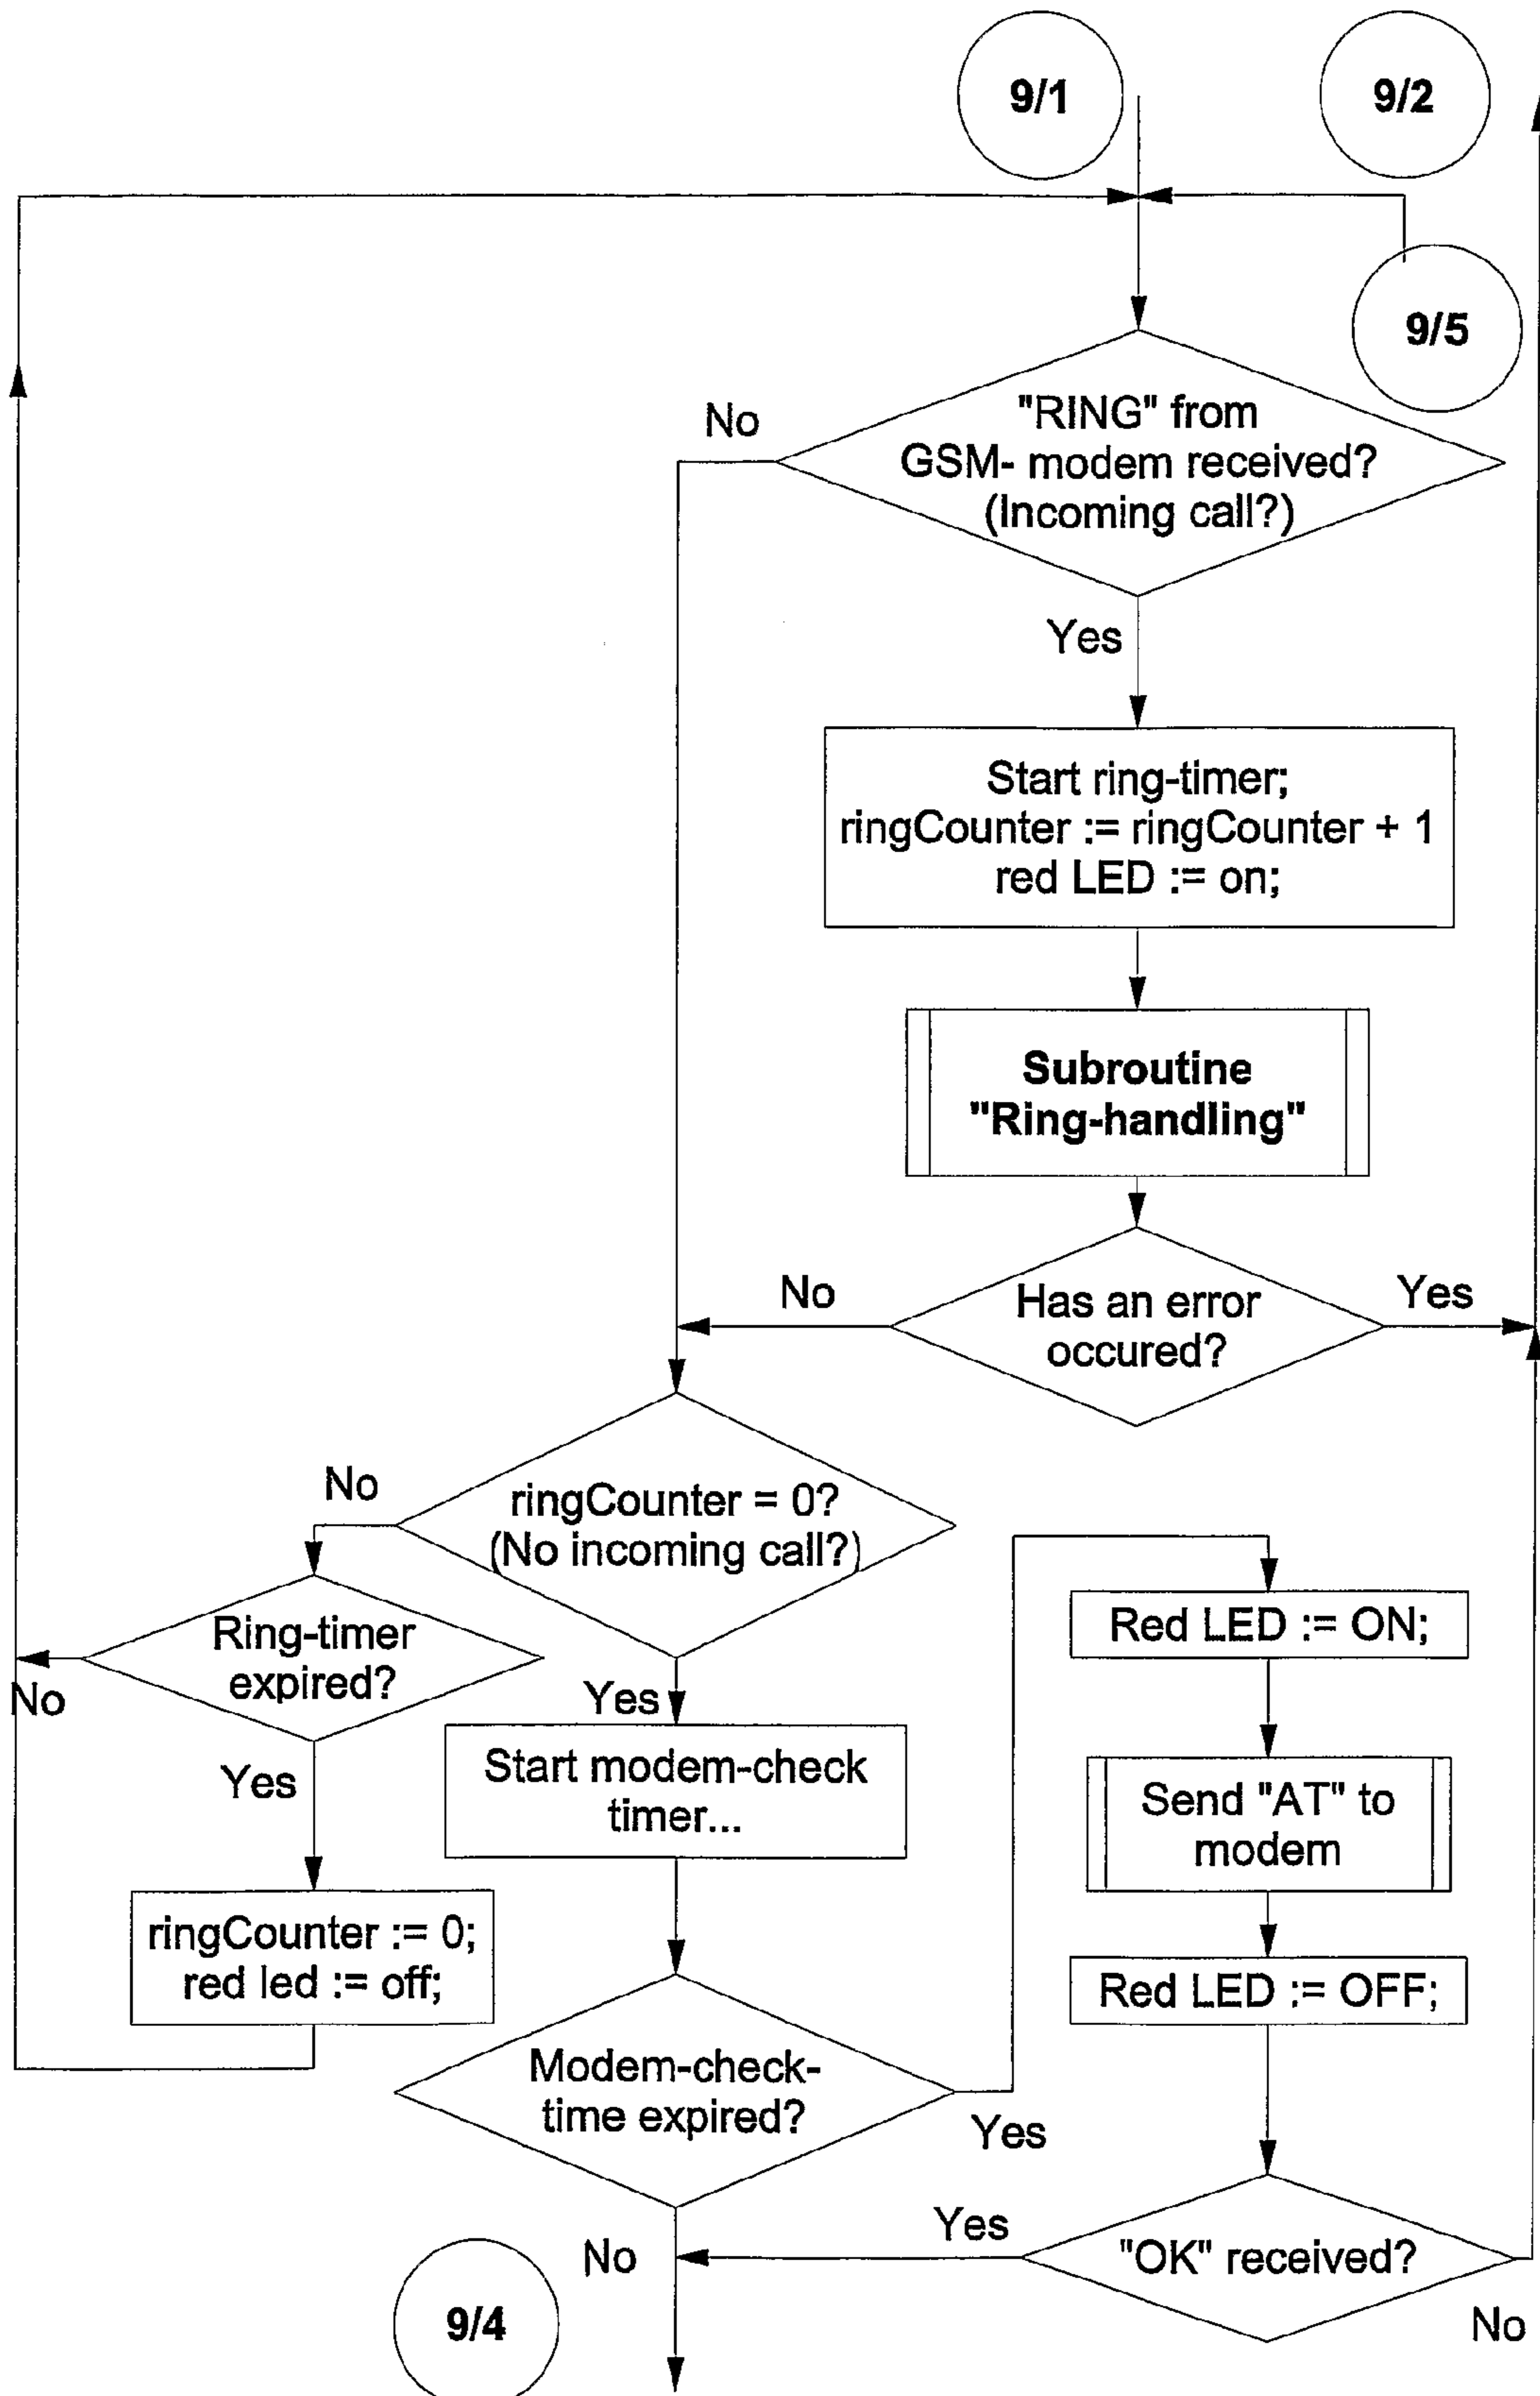 9/1
9/2
9/5
No
"RING" from
GSM- modem received?
(Incoming call?)
Yes
Start ring-timer;
ringCounter := ringCounter + 1
red LED := on;
Subroutine
"Ring-handling"
No
Has an error
occured?
Yes
No
ringCounter = 0?
(No incoming call?)
Ring-timer
expired?
No
Yes
Yes
Start modem-check
timer...
Red LED := ON;
Send "AT" to
modem
ringCounter := 0;
red led := off;
Red LED := OFF;
Modem-check-
time expired?
Yes
No
Yes
"OK" received?
No
9/4